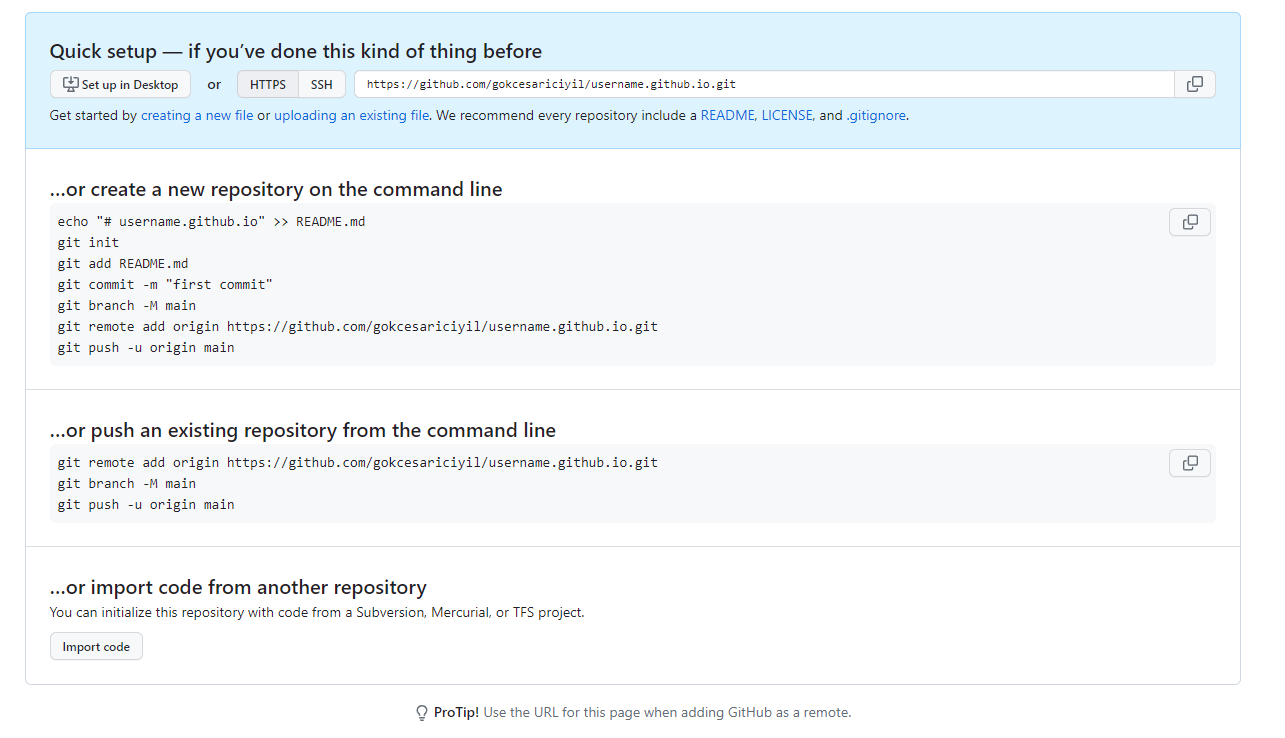 Quick setup — if you’ve done this kind of thing before
Set up in Desktop or HTTPS SSH https://github.com/gokcesariciyil/username.github.io.git
Get started by creating a new file or uploading an existing file. We recommend every repository include a README, LICENSE, and .gitignore.
…or create a new repository on the command line
echo "# username.github.io" >> README.md
git init
git add README.md
git commit -m "first commit"
git branch -M main
git remote add origin https://github.com/gokcesariciyil/username.github.io.git
git push -u origin main
…or push an existing repository from the command line
git remote add origin https://github.com/gokcesariciyil/username.github.io.git
git branch -M main
git push -u origin main
…or import code from another repository
You can initialize this repository with code from a Subversion, Mercurial, or TFS project.
Import code
ProTip! Use the URL for this page when adding GitHub as a remote.